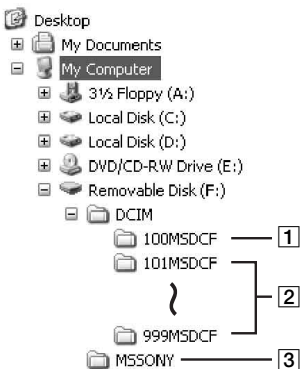 Desktop
My Documents
My Computer
3½ Floppy (A:)
Local Disk (C:)
Local Disk (D:)
DVD/CD-RW Drive (E:)
Removable Disk (F:)
DCIM
100MSDCF 1
101MSDCF
2
999MSDCF
MSSONY 3